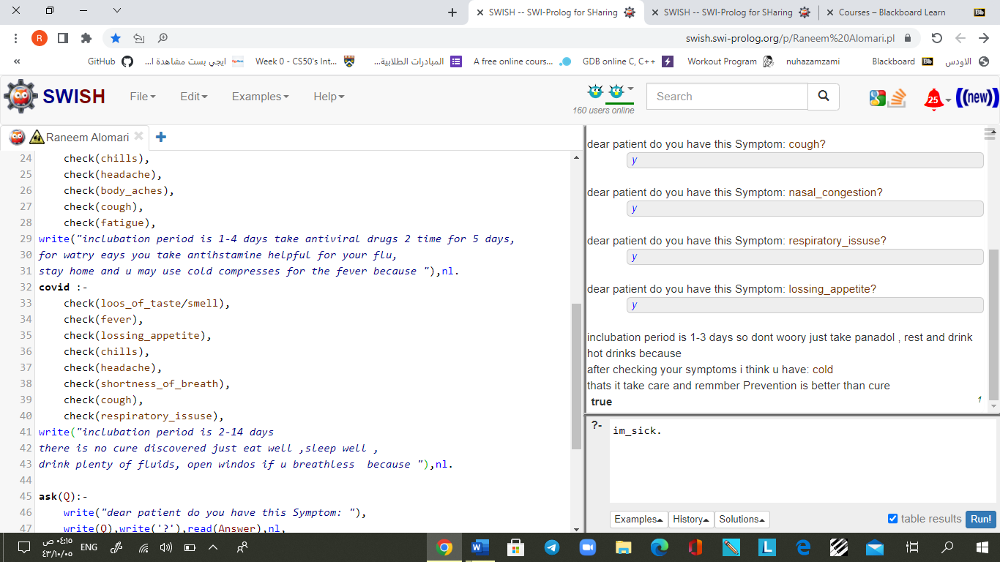 SWISH -- SWI-Prolog for SHaring
SWISH -- SWI-Prolog for SHaring
Courses – Blackboard Learn
Bb
R
swish.swi-prolog.org/p/Raneem%20Alomari.pl
«
GitHub
ايجي بست مشاهدة ا...
Week 0 - CS50's Int...
المبادرات الطلابية...
A free online cours...
GDB online C, C++
Workout Program
nuhazamzami
Blackboard
Bb
الاودس
SWISH
File
Edit
Examples
Help
160 users online
Search
25
((new))
Raneem Alomari
24 check(chills),
25 check(headache),
26 check(body_aches),
27 check(cough),
28 check(fatigue),
29 write("inclubation period is 1-4 days take antiviral drugs 2 time for 5 days,
30 for watry eays you take antihstamine helpful for your flu,
31 stay home and u may use cold compresses for the fever because "),nl.
32 covid :-
33 check(loos_of_taste/smell),
34 check(fever),
35 check(lossing_appetite),
36 check(chills),
37 check(headache),
38 check(shortness_of_breath),
39 check(cough),
40 check(respiratory_issuse),
41 write("inclubation period is 2-14 days
42 there is no cure discovered just eat well ,sleep well ,
43 drink plenty of fluids, open windos if u breathless  because "),nl.
44
45 ask(Q):-
46 write("dear patient do you have this Symptom: "),
47 write(Q),write('?'),read(Answer),nl,
dear patient do you have this Symptom: cough?
y
dear patient do you have this Symptom: nasal_congestion?
y
dear patient do you have this Symptom: respiratory_issuse?
y
dear patient do you have this Symptom: lossing_appetite?
y
inclubation period is 1-3 days so dont woory just take panadol , rest and drink
hot drinks because
after checking your symptoms i think u have: cold
thats it take care and remmber Prevention is better than cure
true
1
?-
im_sick.
Examples
History
Solutions
table results
Run!
ENG
٠٤:١٥ ص
٤٣/١٠/٠٥